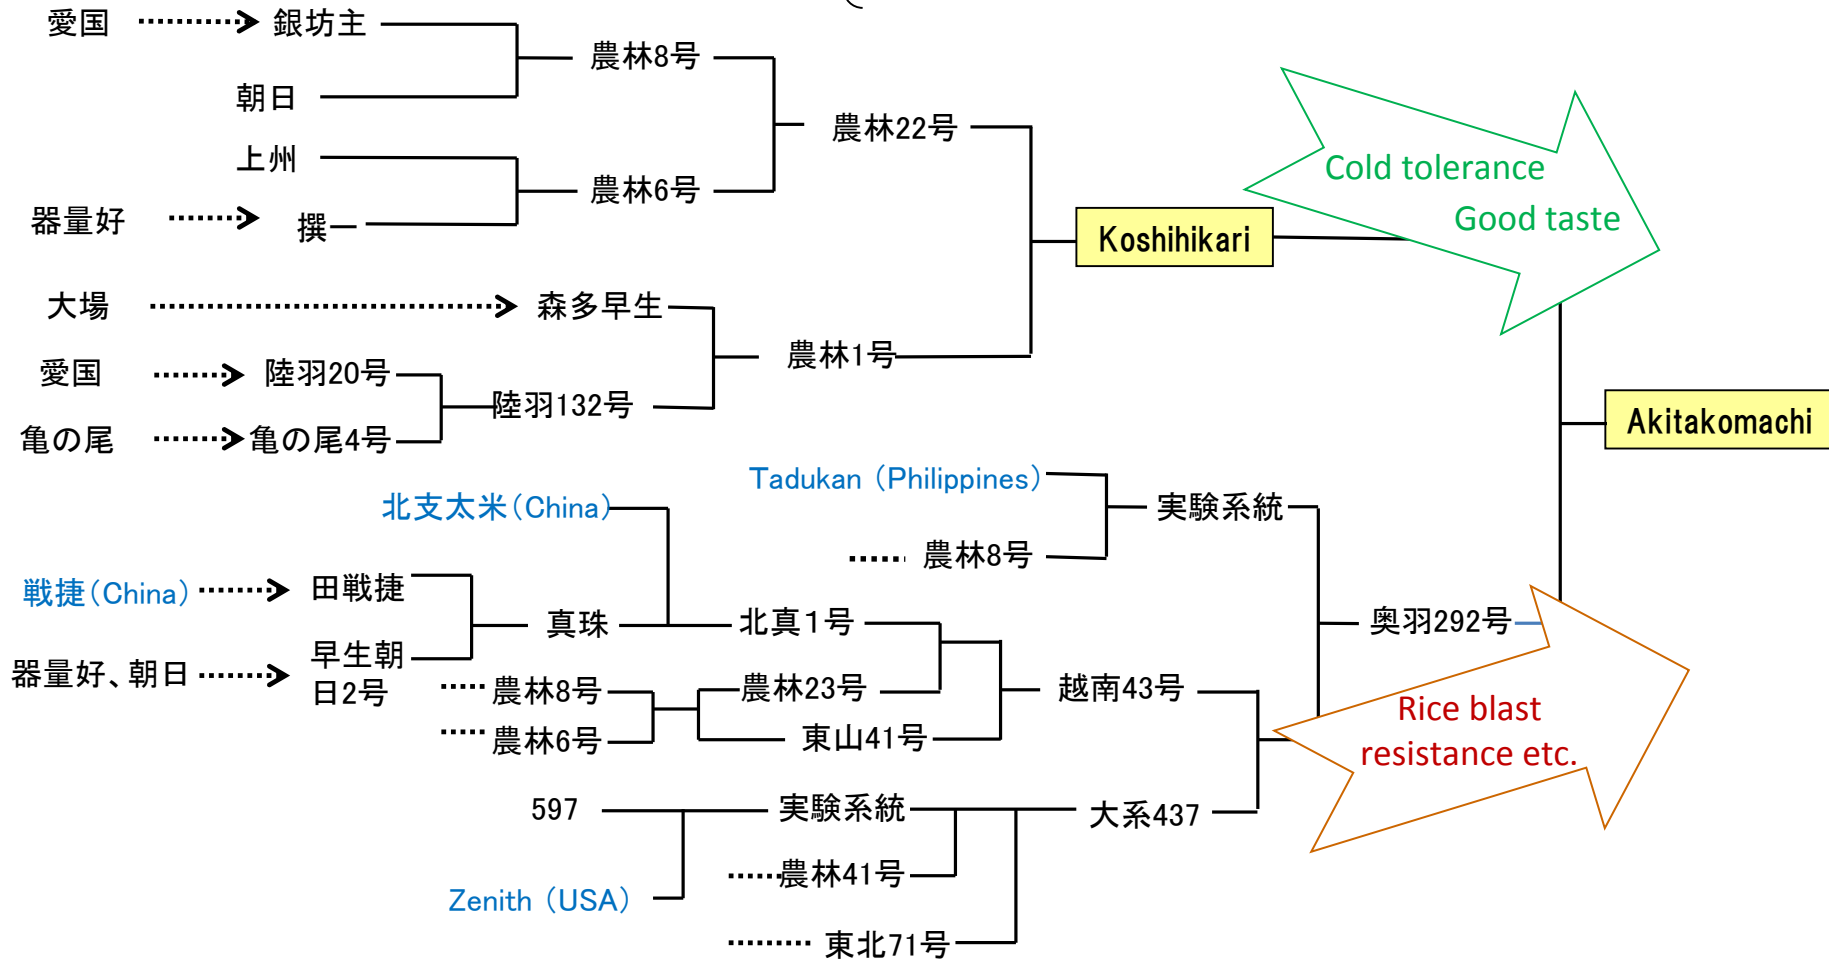 愛国
銀坊主
農林8号
朝日
農林22号
上州
農林6号
器量好
撰一
Cold tolerance
Good taste
Koshihikari
大場
森多早生
農林1号
愛国
陸羽20号
陸羽132号
亀の尾
亀の尾4号
Akitakomachi
Tadukan (Philippines)
北支太米(China)
実験系統
農林8号
戦捷(China)
田戦捷
真珠
北真1号
奥羽292号
器量好、朝日
早生朝
日2号
農林8号
農林23号
越南43号
農林6号
東山41号
Rice blast
resistance etc.
597
実験系統
大系437
農林41号
Zenith (USA)
東北71号